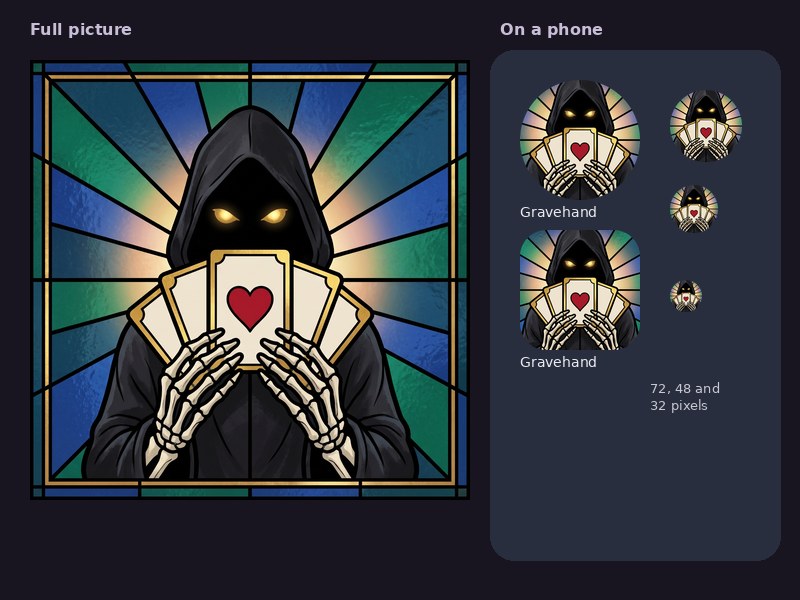 Full picture
On a phone
Gravehand
Gravehand
72, 48 and
32 pixels